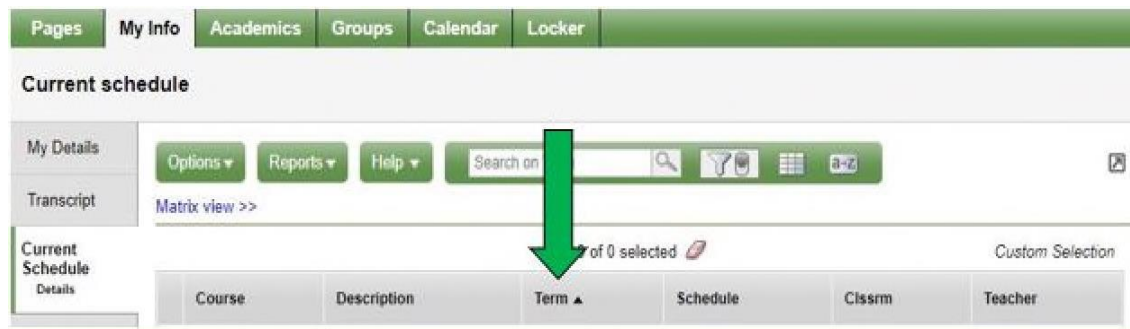 Pages My Info Academics Groups Calendar Locker
Current schedule
My Details
Options Reports Help Search on a-z
Transcript
Matrix view >>
Current
Schedule
Details
of 0 selected Custom Selection
Course Description Term Schedule Clssrm Teacher